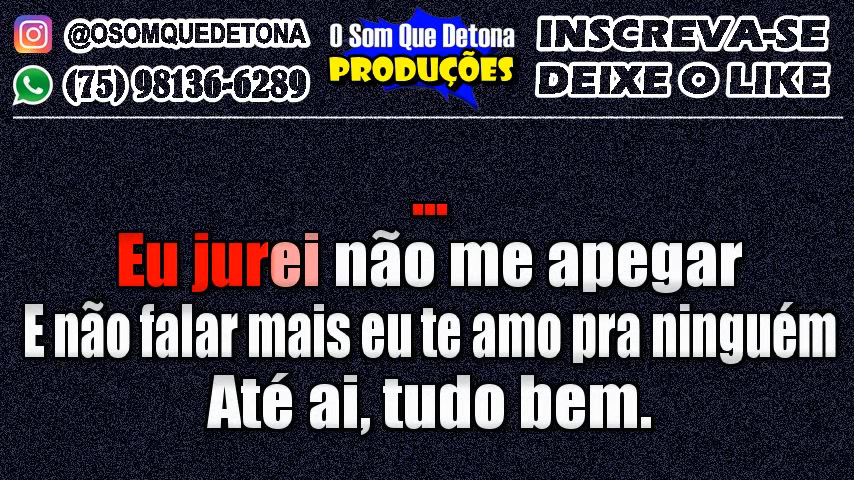 @OSOMQUEDETONA
(75) 98136-6289
O Som Que Detona
PRODUÇÕES
INSCREVA-SE
DEIXE O LIKE
...
Eu jurei não me apegar
E não falar mais eu te amo pra ninguém
Até ai, tudo bem.